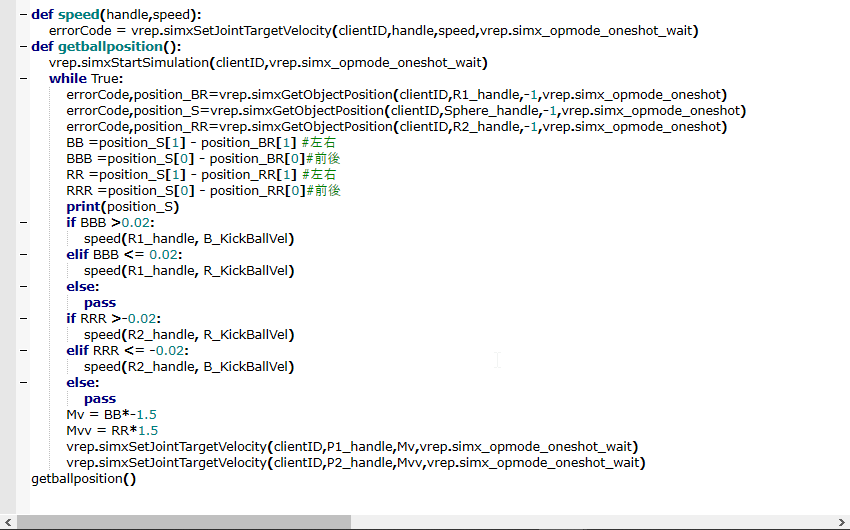 def speed(handle,speed):
errorCode = vrep.simxSetJointTargetVelocity(clientID,handle,speed,vrep.simx_opmode_oneshot_wait)
def getballposition():
vrep.simxStartSimulation(clientID,vrep.simx_opmode_oneshot_wait)
while True:
errorCode,position_BR=vrep.simxGetObjectPosition(clientID,R1_handle,-1,vrep.simx_opmode_oneshot)
errorCode,position_S=vrep.simxGetObjectPosition(clientID,Sphere_handle,-1,vrep.simx_opmode_oneshot)
errorCode,position_RR=vrep.simxGetObjectPosition(clientID,R2_handle,-1,vrep.simx_opmode_oneshot)
BB =position_S[1] - position_BR[1] #左右
BBB =position_S[0] - position_BR[0]#前後
RR =position_S[1] - position_RR[1] #左右
RRR =position_S[0] - position_RR[0]#前後
print(position_S)
if BBB >0.02:
speed(R1_handle, B_KickBallVel)
elif BBB <= 0.02:
speed(R1_handle, R_KickBallVel)
else:
pass
if RRR >-0.02:
speed(R2_handle, R_KickBallVel)
elif RRR <= -0.02:
speed(R2_handle, B_KickBallVel)
else:
pass
Mv = BB*-1.5
Mvv = RR*1.5
vrep.simxSetJointTargetVelocity(clientID,P1_handle,Mv,vrep.simx_opmode_oneshot_wait)
vrep.simxSetJointTargetVelocity(clientID,P2_handle,Mvv,vrep.simx_opmode_oneshot_wait)
getballposition()